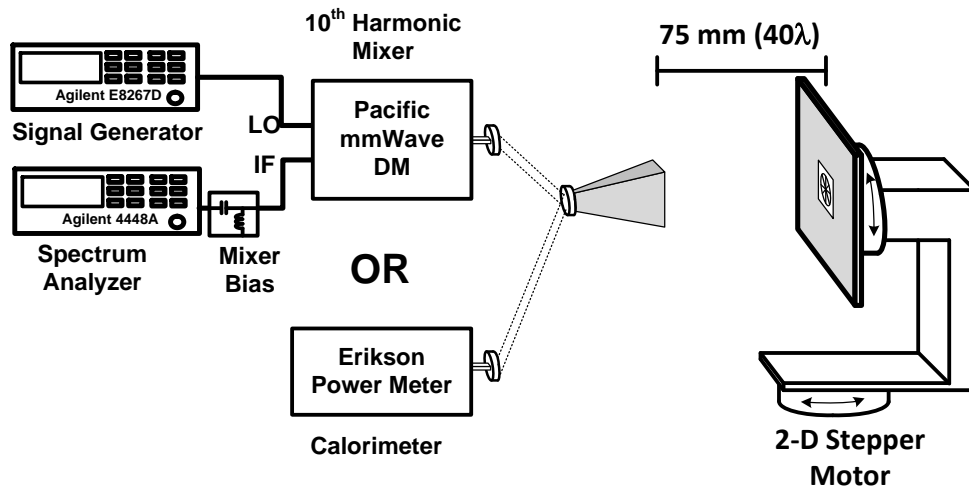 10th Harmonic
Mixer
Agilent E8267D
Signal Generator
LO
IF
Pacific
mmWave
DM
Agilent 4448A
Spectrum
Analyzer
Mixer
Bias
OR
Erikson
Power Meter
Calorimeter
75 mm (40λ)
2-D Stepper
Motor